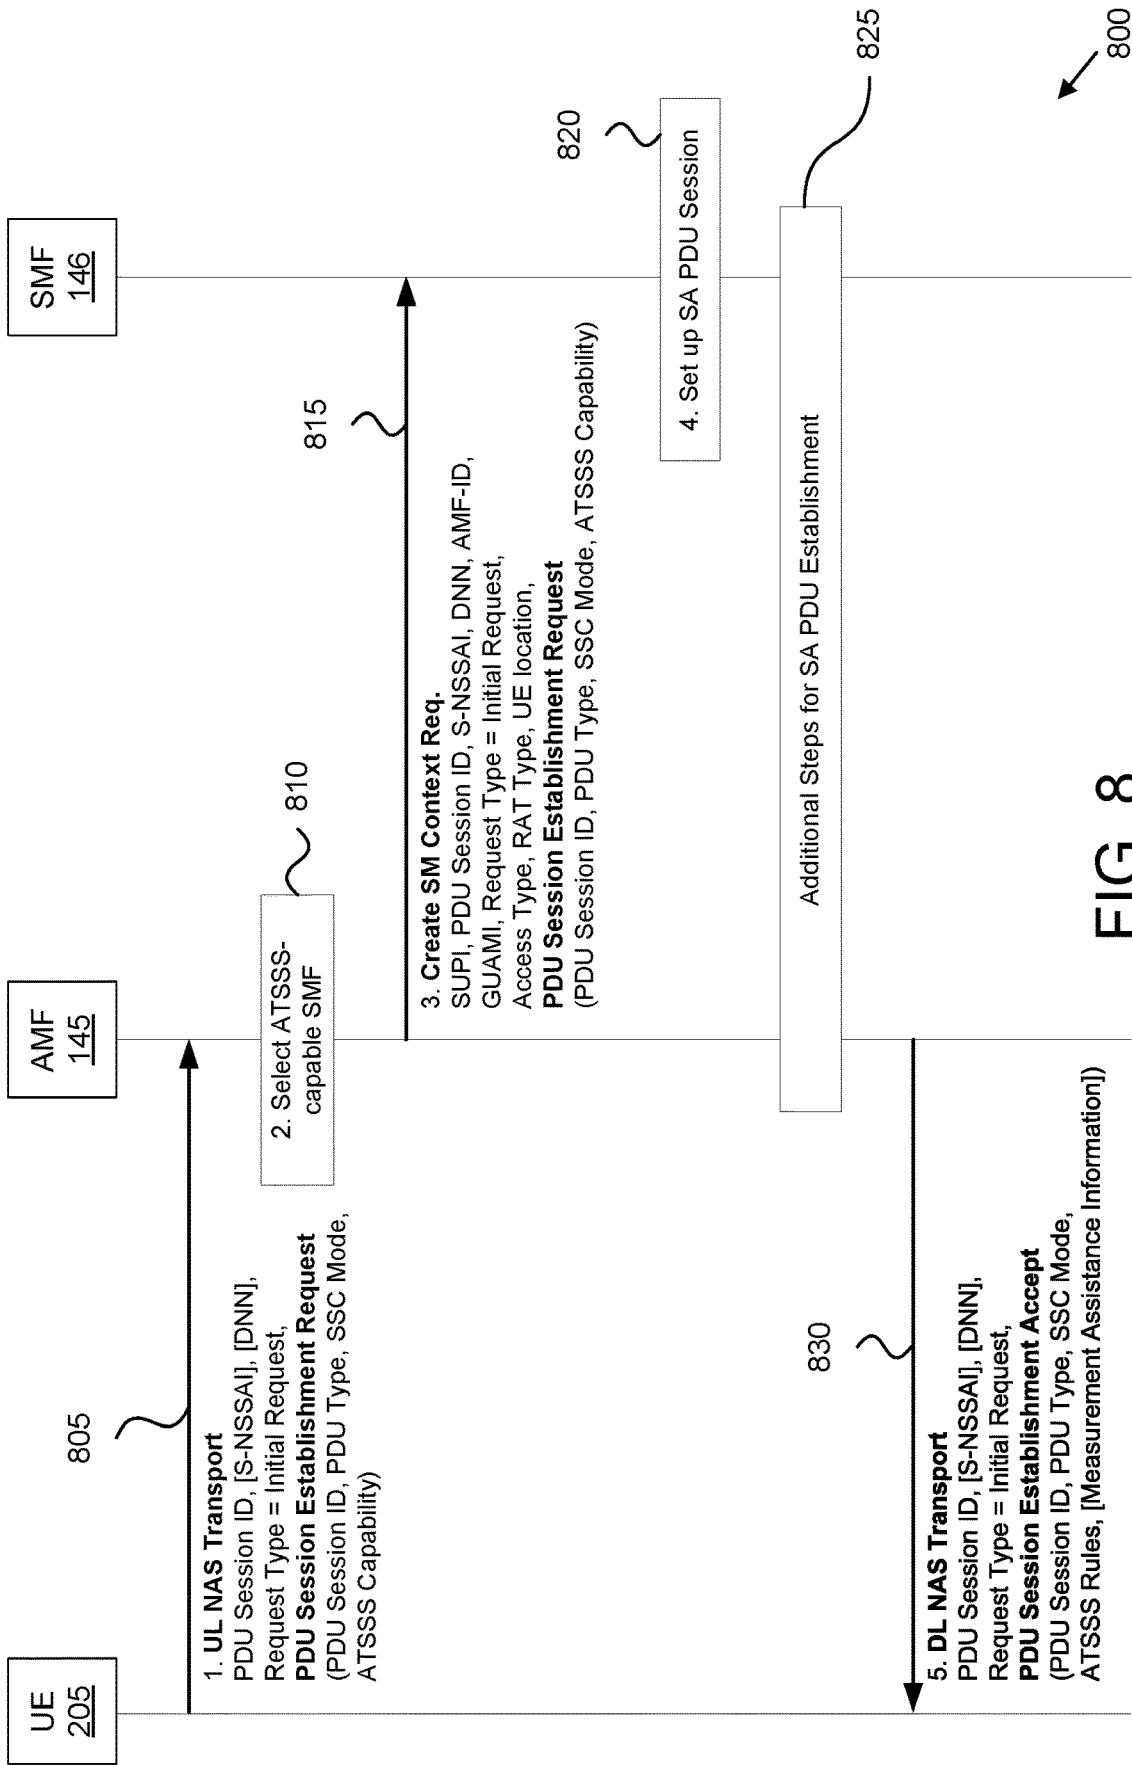 UE
205
AMF
145
SMF
146
805
1. UL NAS Transport
PDU Session ID, [S-NSSAI], [DNN],
Request Type = Initial Request,
PDU Session Establishment Request
(PDU Session ID, PDU Type, SSC Mode,
ATSSS Capability)
2. Select ATSSS-
capable SMF
810
815
3. Create SM Context Req.
SUPI, PDU Session ID, S-NSSAI, DNN, AMF-ID,
GUAMI, Request Type = Initial Request,
Access Type, RAT Type, UE location,
PDU Session Establishment Request
(PDU Session ID, PDU Type, SSC Mode, ATSSS Capability)
820
4. Set up SA PDU Session
Additional Steps for SA PDU Establishment
825
830
5. DL NAS Transport
PDU Session ID, [S-NSSAI], [DNN]
Request Type = Initial Request,
PDU Session Establishment Accept
(PDU Session ID, PDU Type, SSC Mode,
ATSSS Rules, [Measurement Assistance Information])
800
FIG. 8